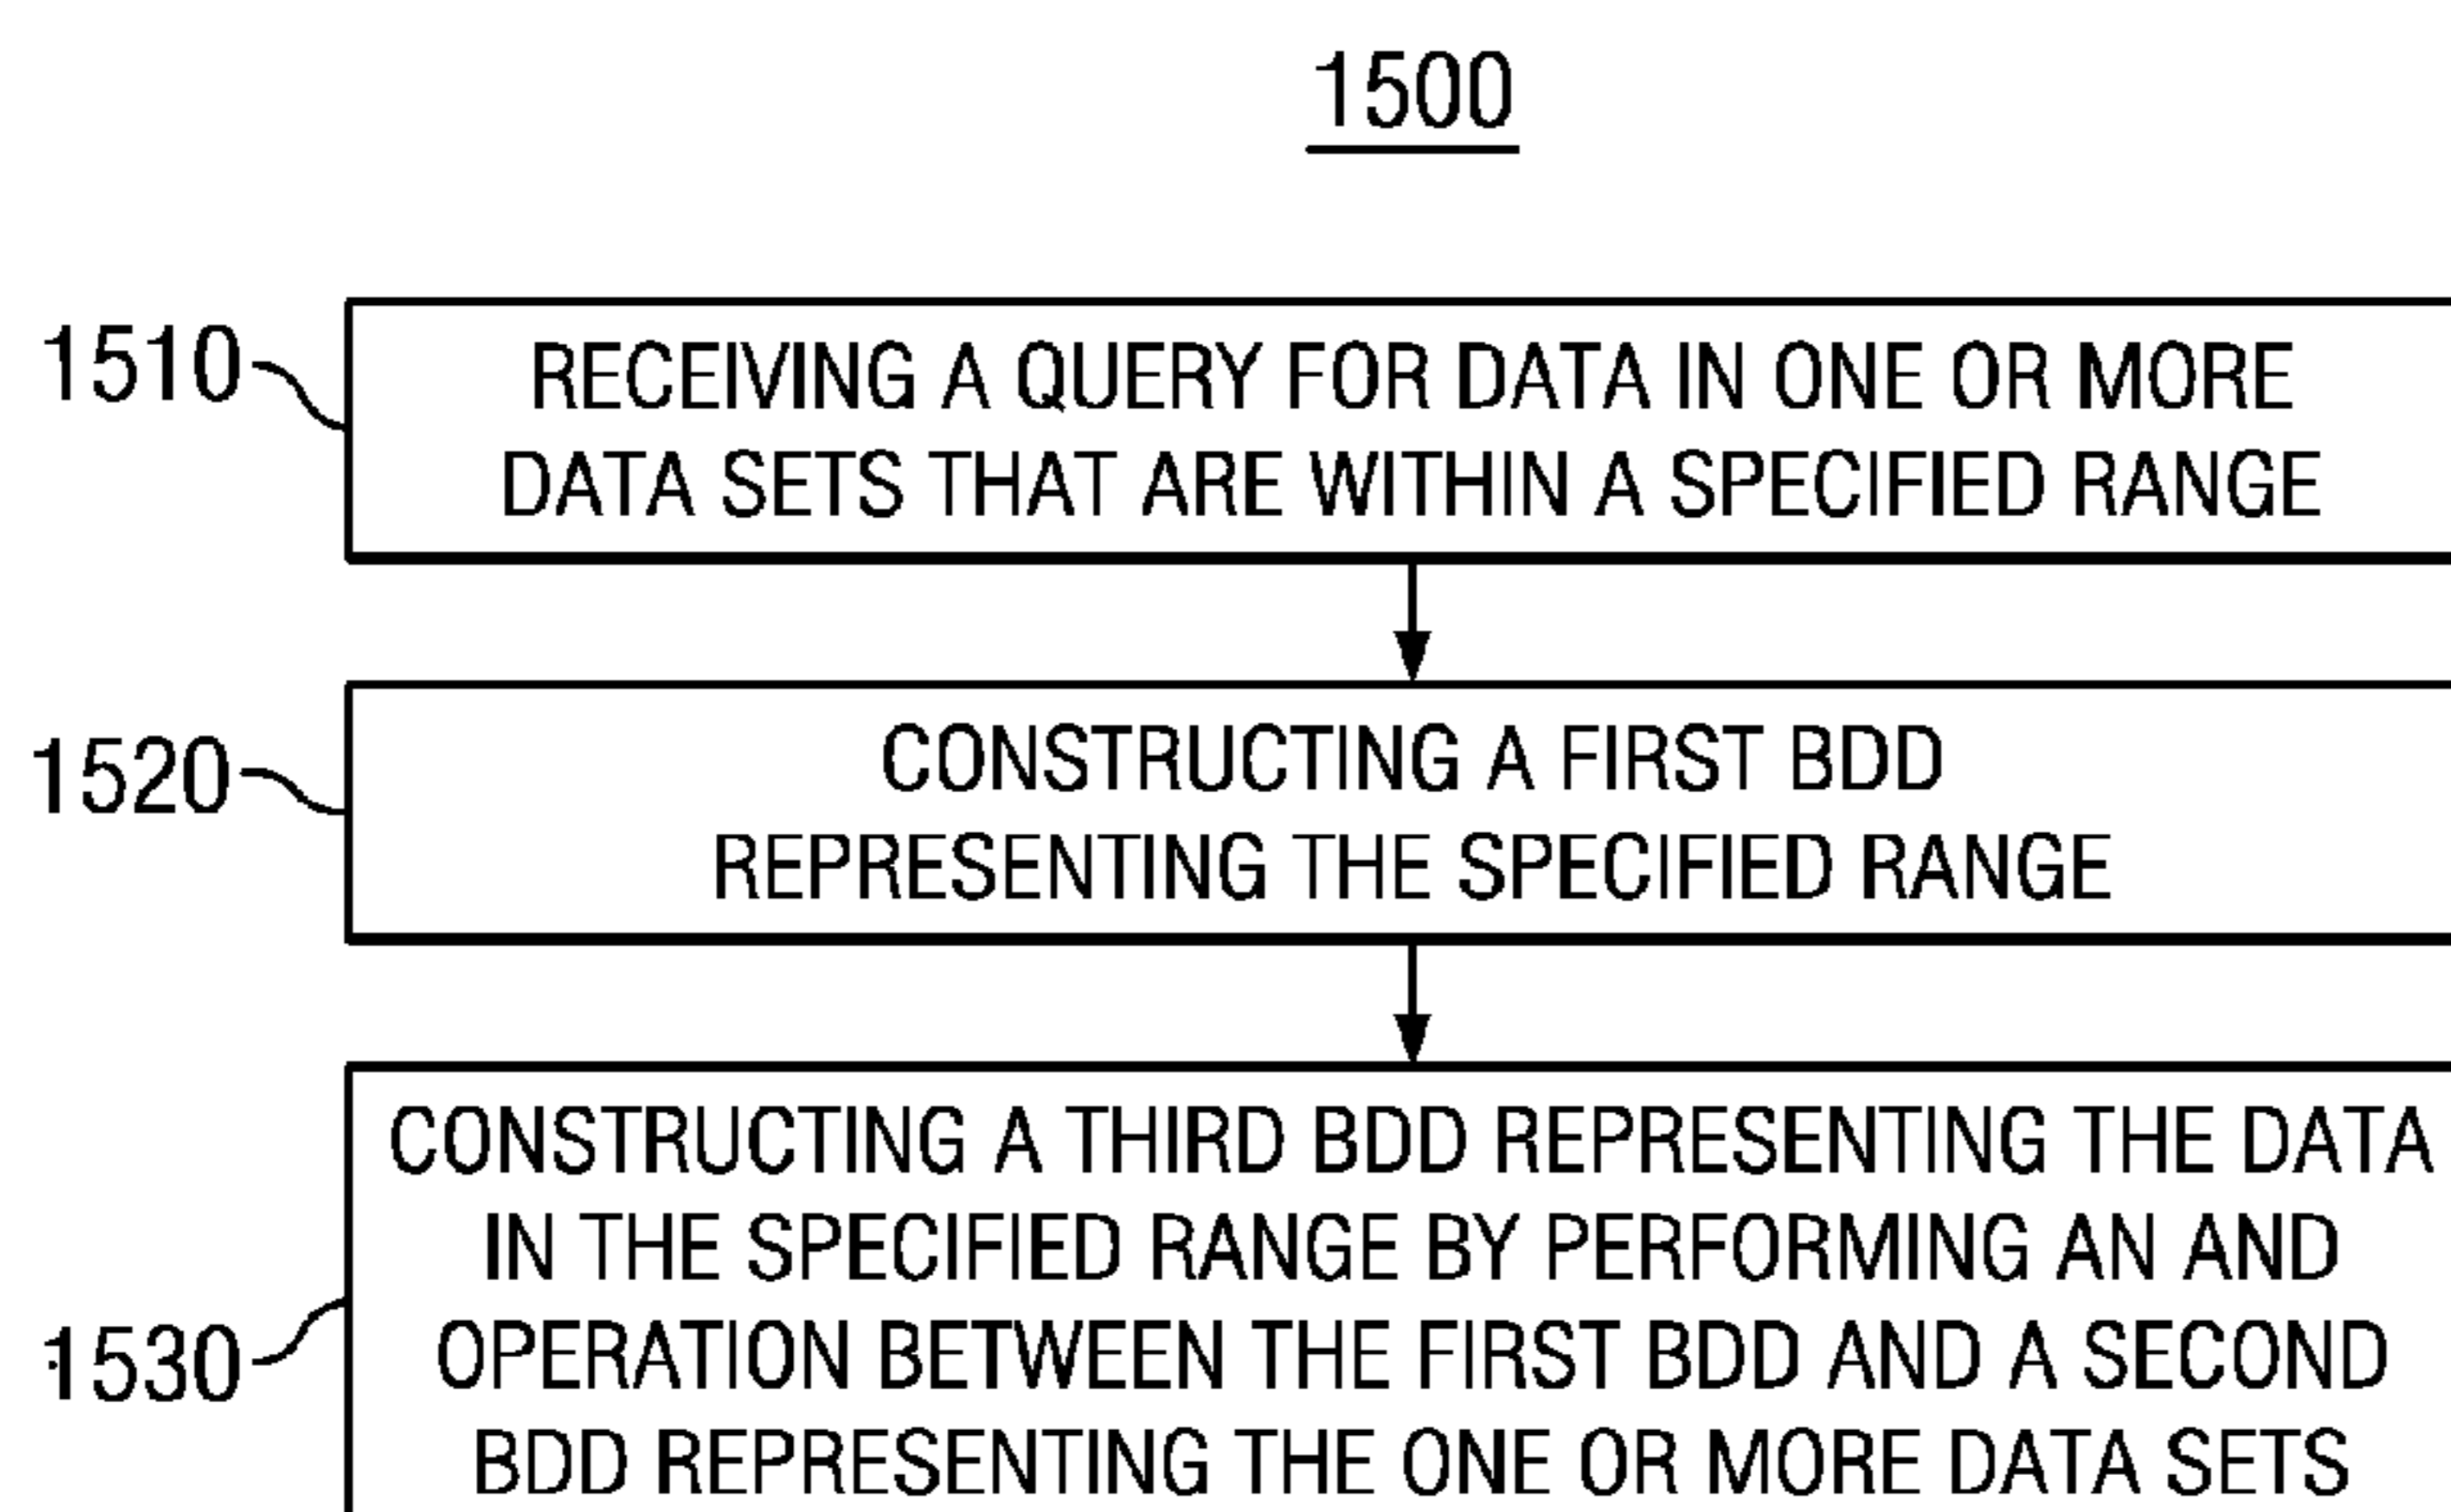 1500
1510
RECEIVING A QUERY FOR DATA IN ONE OR MORE
DATA SETS THAT ARE WITHIN A SPECIFIED RANGE
1520
CONSTRUCTING A FIRST BDD
REPRESENTING THE SPECIFIED RANGE
1530
CONSTRUCTING A THIRD BDD REPRESENTING THE DATA
IN THE SPECIFIED RANGE BY PERFORMING AN AND
OPERATION BETWEEN THE FIRST BDD AND A SECOND
BDD REPRESENTING THE ONE OR MORE DATA SETS